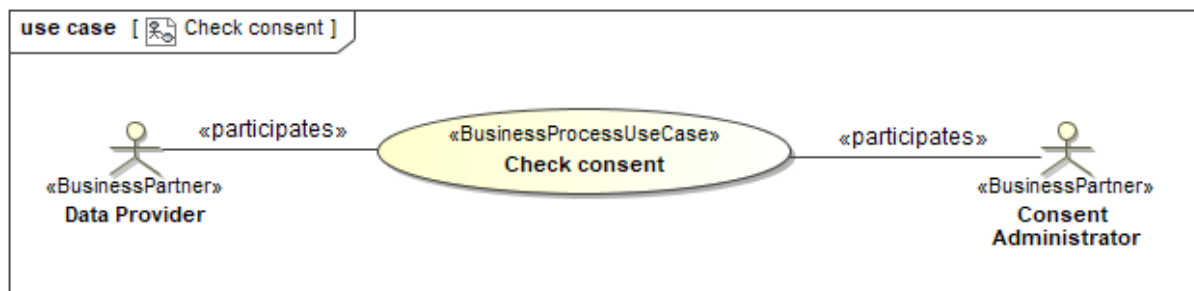 use case [ Check consent ]
«participates»
«BusinessProcessUseCase»
Check consent
«participates»
«BusinessPartner»
Data Provider
«BusinessPartner»
Consent
Administrator